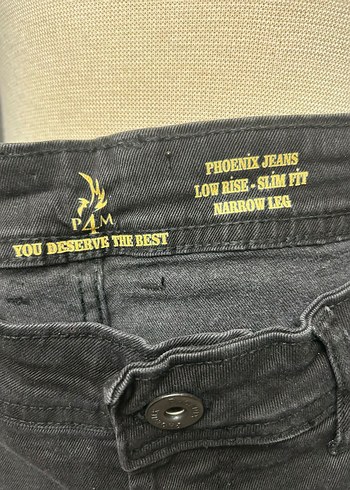 P4M
YOU DESERVE THE BEST
PHOENIX JEANS
LOW RISE - SLIM FIT
NARROW LEG